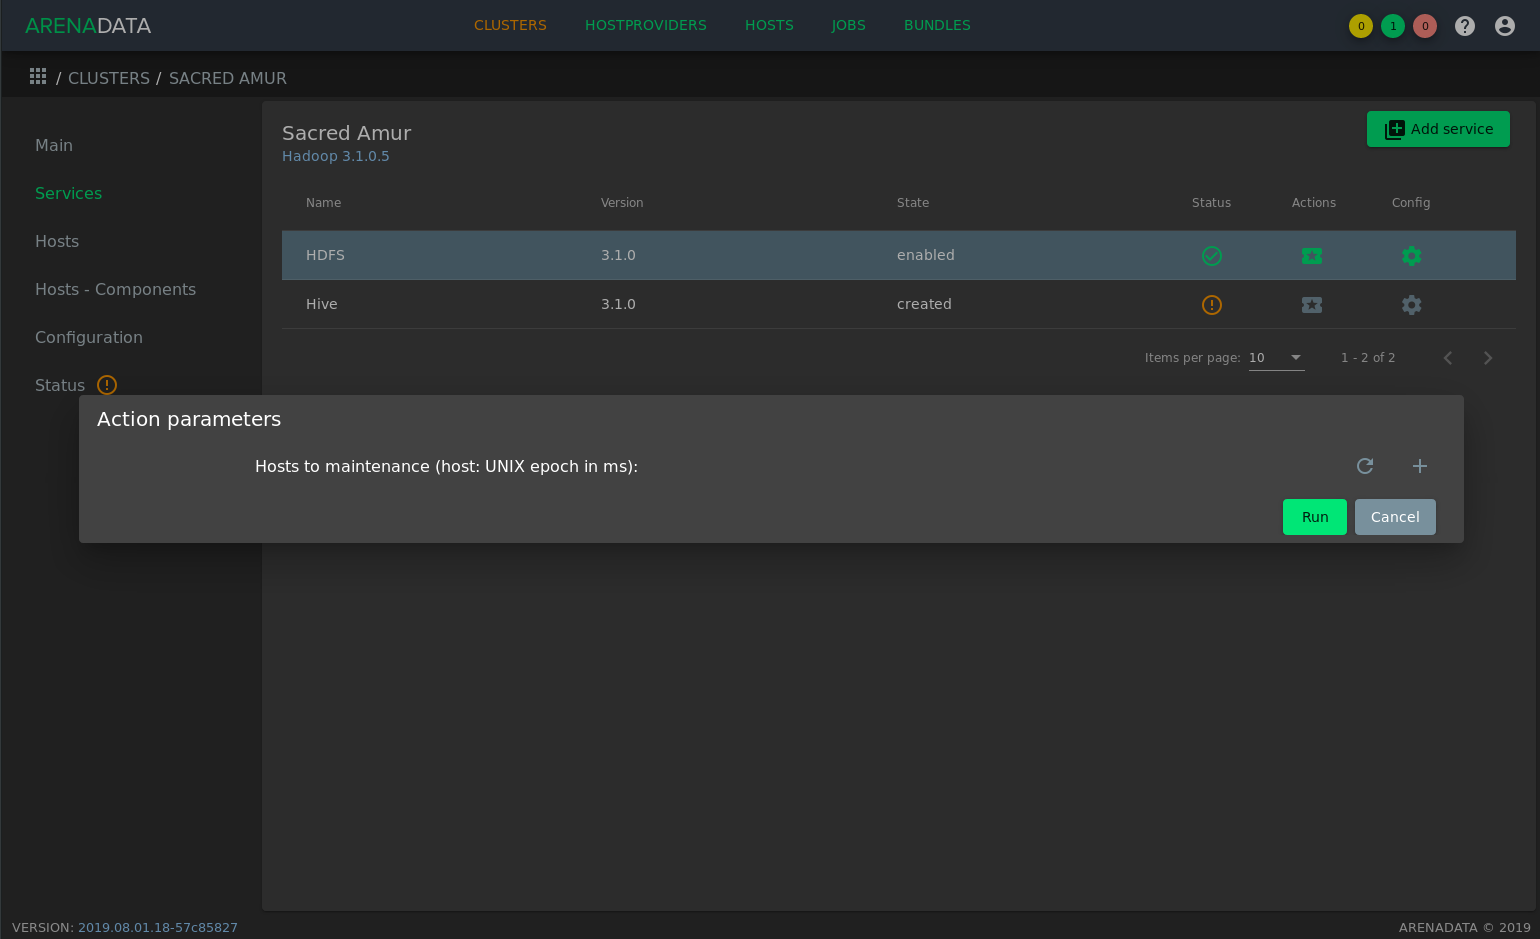 ARENADATA
CLUSTERS HOSTPROVIDERS HOSTS JOBS BUNDLES
0 1 0
/ CLUSTERS / SACRED AMUR
Main
Services
Hosts
Hosts - Components
Configuration
Status
Sacred Amur
Hadoop 3.1.0.5
Add service
Name Version State Status Actions Config
HDFS 3.1.0 enabled
Hive 3.1.0 created
Items per page: 10 1 - 2 of 2
Action parameters
Hosts to maintenance (host: UNIX epoch in ms):
Run Cancel
VERSION: 2019.08.01.18-57c85827
ARENADATA © 2019